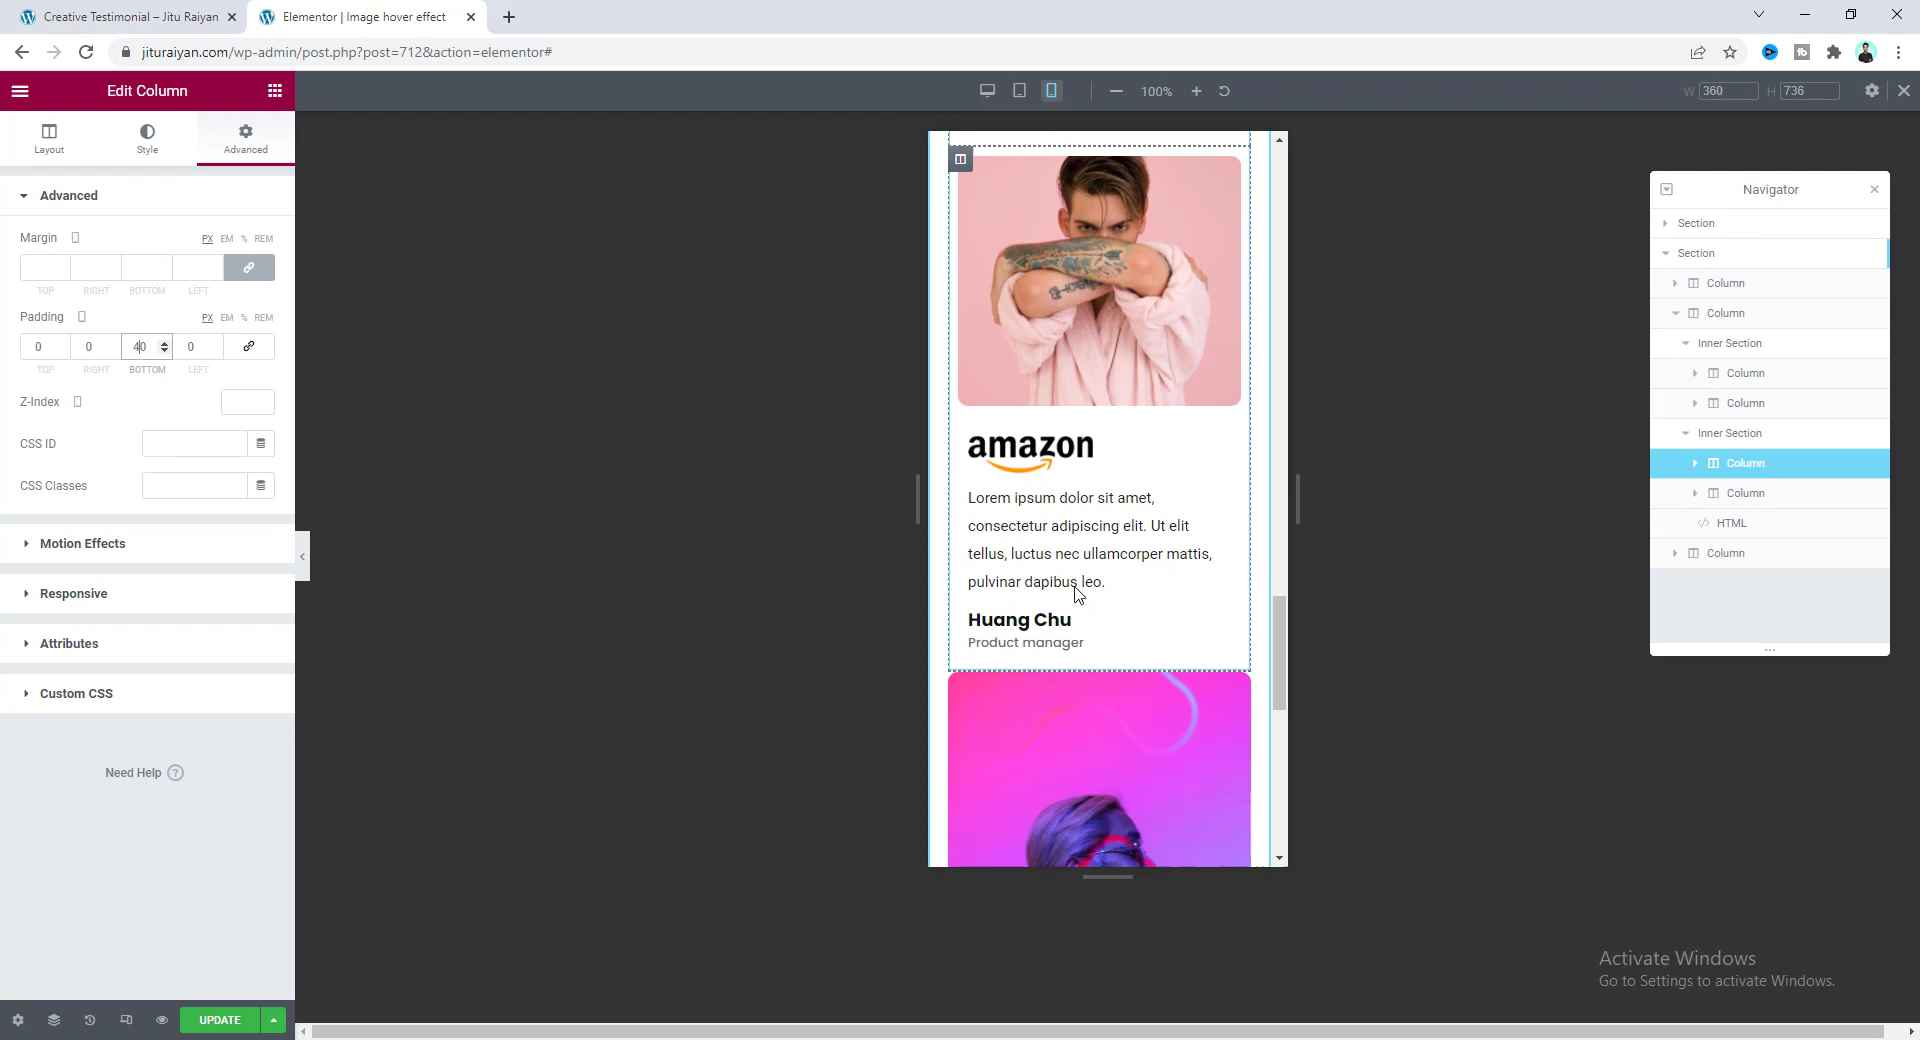 Creative Testimonial – Jitu Raiyan
Elementor | Image hover effect
jituraiyan.com/wp-admin/post.php?post=712&action=elementor#
Edit Column
100%
W 360 H 736
Layout
Style
Advanced
Advanced
Margin PX EM % REM
TOP RIGHT BOTTOM LEFT
Padding PX EM % REM
0 0 40 0
TOP RIGHT BOTTOM LEFT
Z-Index
CSS ID
CSS Classes
Motion Effects
Responsive
Attributes
Custom CSS
Need Help ?
UPDATE
amazon
Lorem ipsum dolor sit amet,
consectetur adipiscing elit. Ut elit
tellus, luctus nec ullamcorper mattis,
pulvinar dapibus leo.
Huang Chu
Product manager
Navigator
Section
Section
Column
Column
Inner Section
Column
Column
Inner Section
Column
Column
HTML
Column
Activate Windows
Go to Settings to activate Windows.